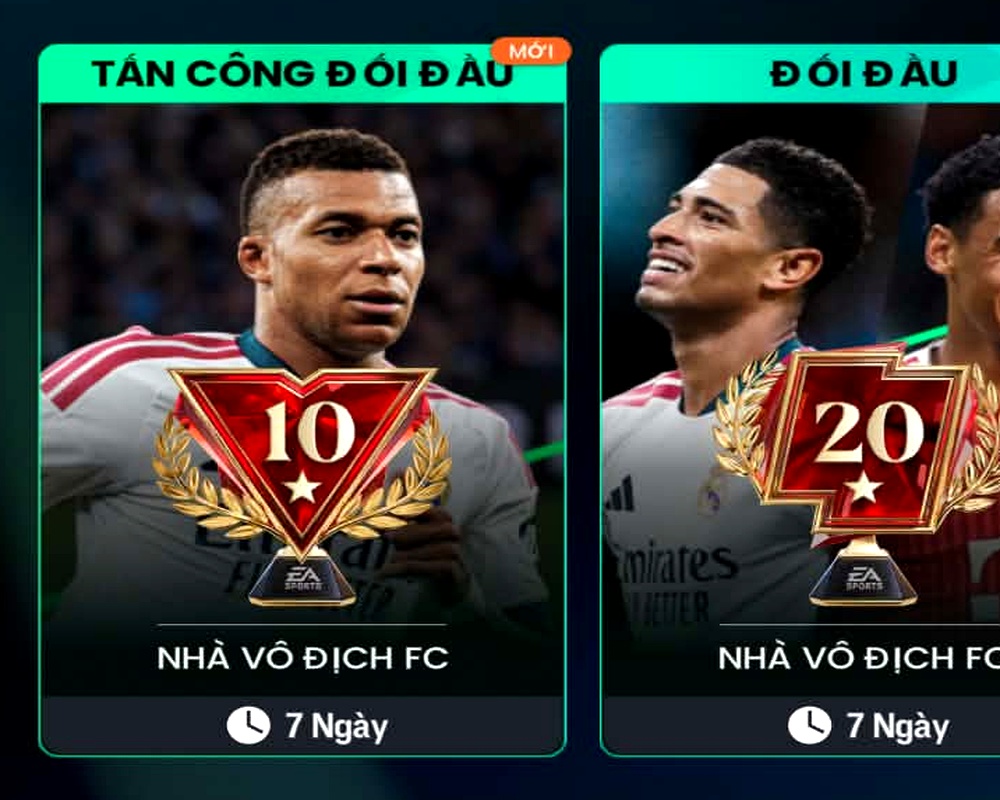 MỚI
TẤN CÔNG ĐỐI ĐẦU
10
EA
SPORTS
NHÀ VÔ ĐỊCH FC
7 Ngày
ĐỐI ĐẦU
20
Emirates
EA
SPORTS
NHÀ VÔ ĐỊCH FC
7 Ngày